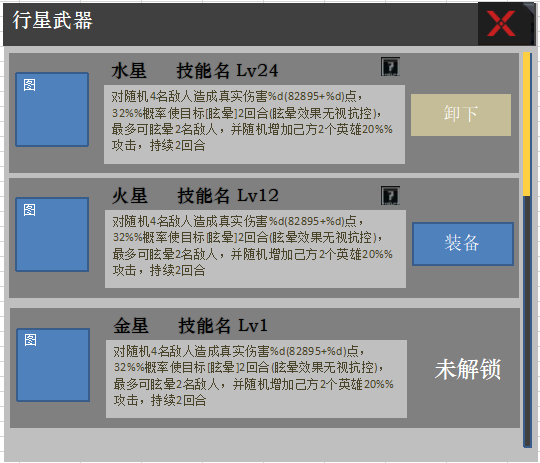 行星武器
水星 技能名 Lv24
图
对随机4名敌人造成真实伤害%d(82895+%d)点，
32%%概率使目标[眩晕]2回合(眩晕效果无视抗控)，
最多可眩晕2名敌人，并随机增加己方2个英雄20%%
攻击，持续2回合
卸下
火星 技能名 Lv12
图
对随机4名敌人造成真实伤害%d(82895+%d)点，
32%%概率使目标[眩晕]2回合(眩晕效果无视抗控)，
最多可眩晕2名敌人，并随机增加己方2个英雄20%%
攻击，持续2回合
装备
金星 技能名 Lv1
图
对随机4名敌人造成真实伤害%d(82895+%d)点，
32%%概率使目标[眩晕]2回合(眩晕效果无视抗控)，
最多可眩晕2名敌人，并随机增加己方2个英雄20%%
攻击，持续2回合
未解锁